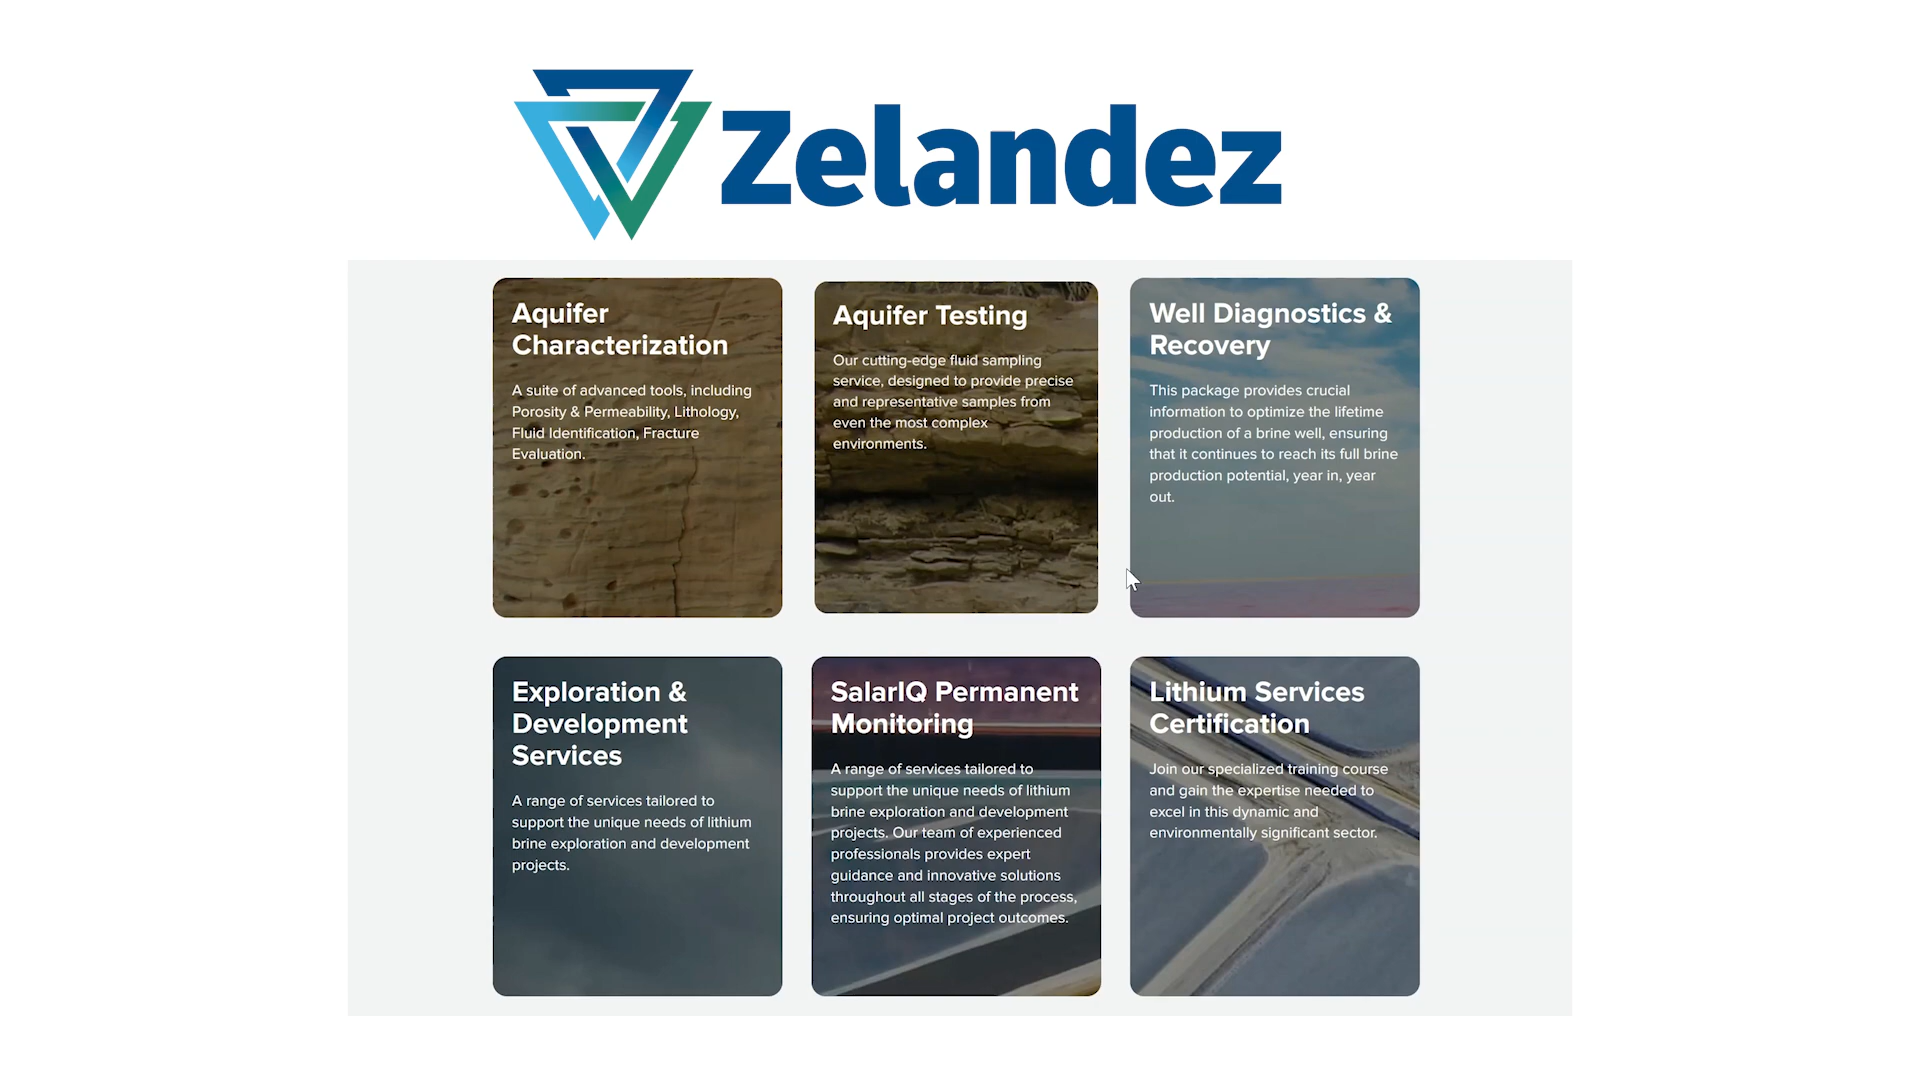 Zelandez
Aquifer
Characterization
A suite of advanced tools, including
Porosity & Permeability, Lithology,
Fluid Identification, Fracture
Evaluation.
Aquifer Testing
Our cutting-edge fluid sampling
service, designed to provide precise
and representative samples from
even the most complex
environments.
Well Diagnostics &
Recovery
This package provides crucial
information to optimize the lifetime
production of a brine well, ensuring
that it continues to reach its full brine
production potential, year in, year
out.
Exploration &
Development
Services
A range of services tailored to
support the unique needs of lithium
brine exploration and development
projects.
SalarIQ Permanent
Monitoring
A range of services tailored to
support the unique needs of lithium
brine exploration and development
projects. Our team of experienced
professionals provides expert
guidance and innovative solutions
throughout all stages of the process,
ensuring optimal project outcomes.
Lithium Services
Certification
Join our specialized training course
and gain the expertise needed to
excel in this dynamic and
environmentally significant sector.